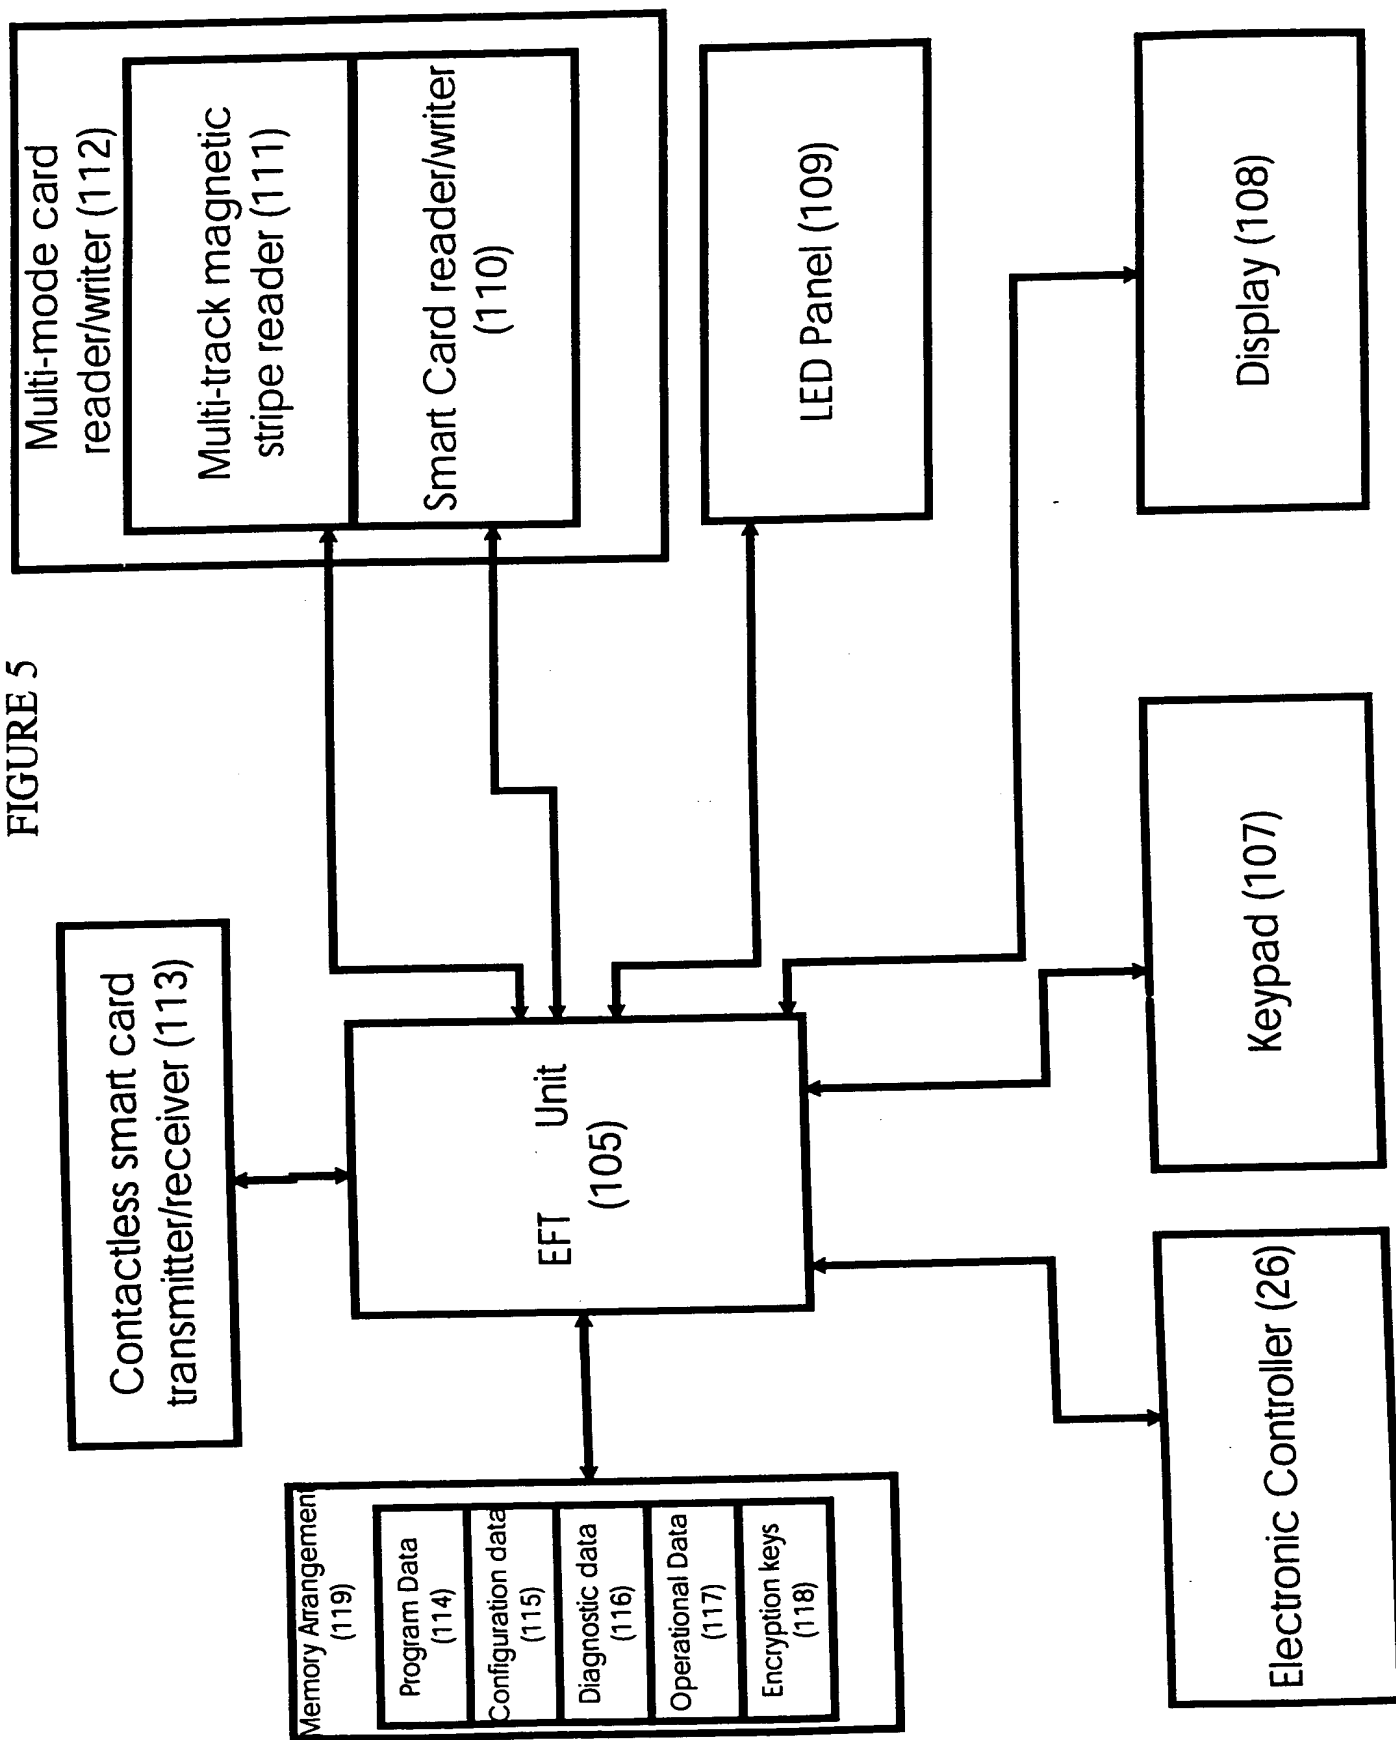 FIGURE 5
Contactless smart card
transmitter/receiver (113)
Multi-mode card
reader/writer (112)
Multi-track magnetic
stripe reader (111)
Smart Card reader/writer
(110)
Memory Arrangement
(119)
Program Data
(114)
Configuration data
(115)
Diagnostic data
(116)
Operational Data
(117)
Encryption keys
(118)
EFT Unit
(105)
LED Panel (109)
Electronic Controller (26)
Keypad (107)
Display (108)